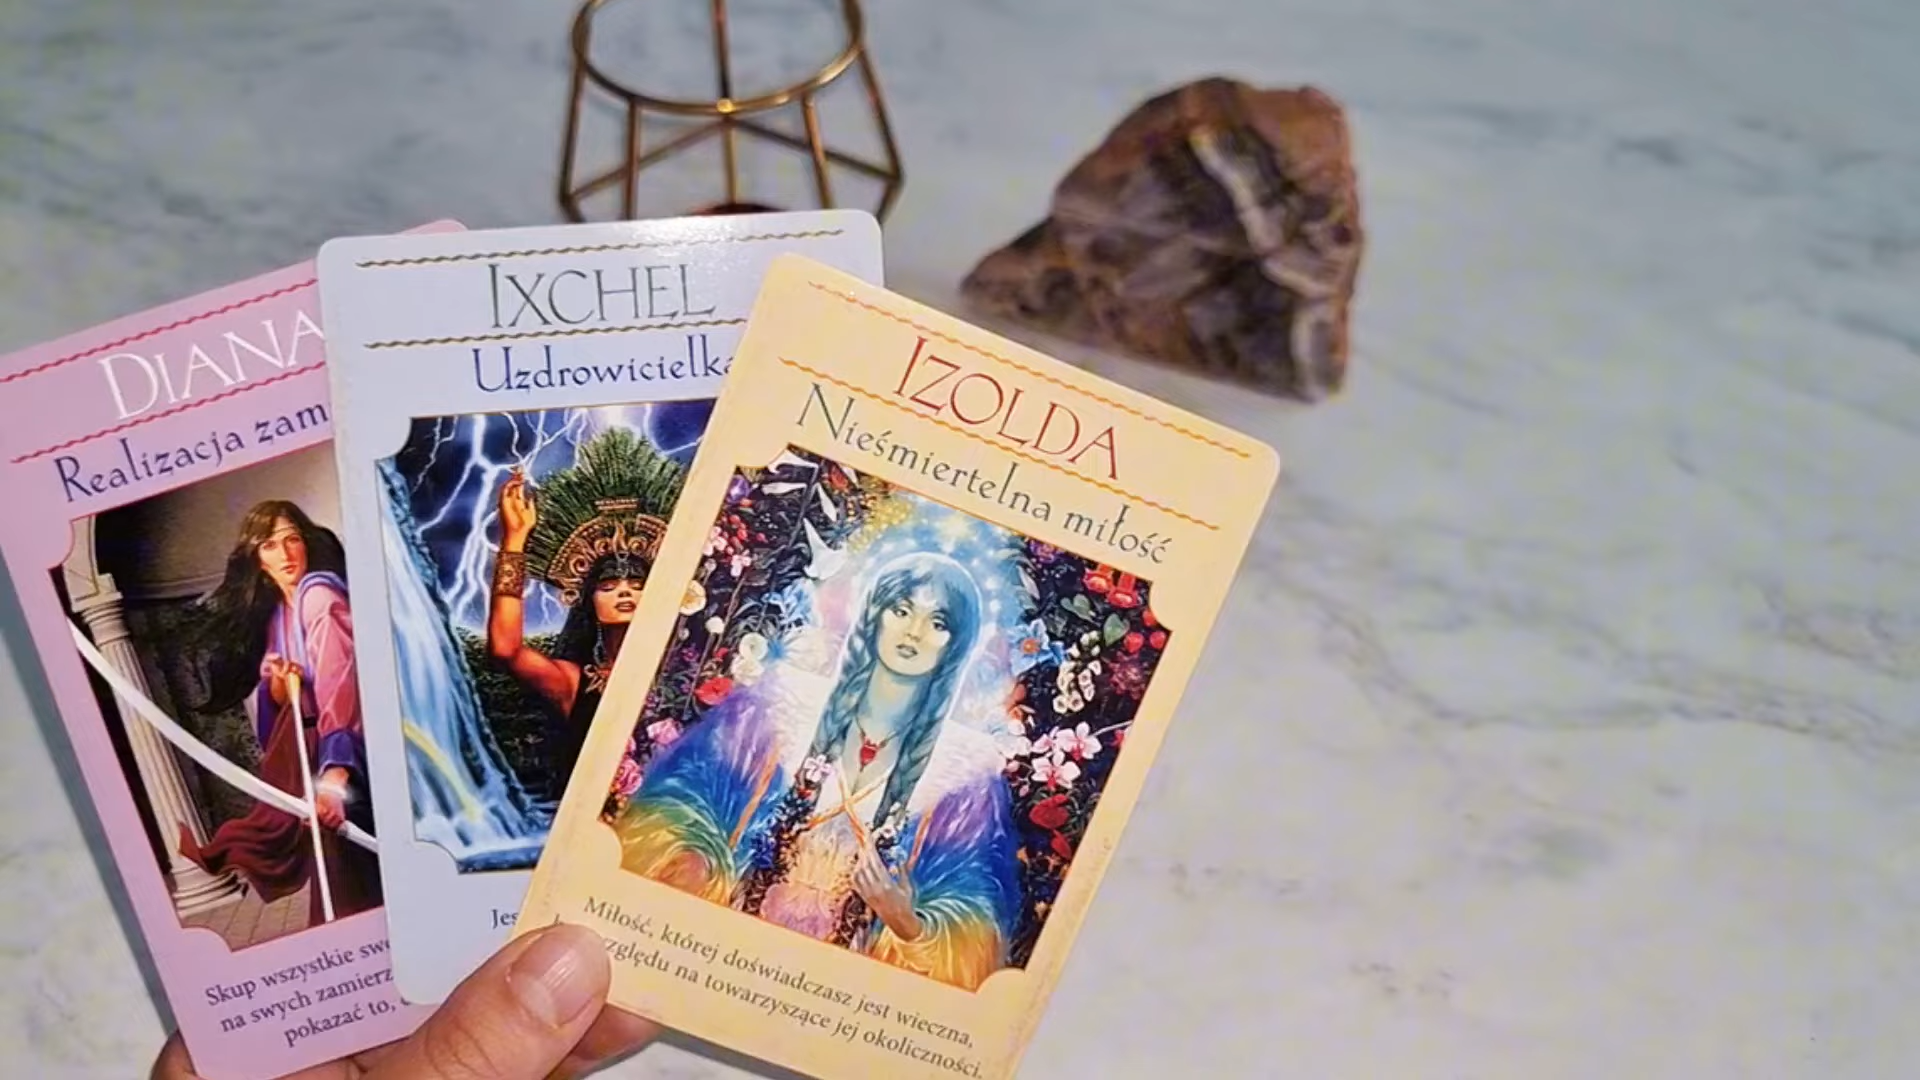 DIANA
Realizacja zam
Skup wszystkie swe
na swych zamierz
pokazać to,
IXCHEL
Uzdrowicielka
Jes
IZOLDA
Nieśmiertelna miłość
Miłość, której doświadczasz jest wieczna,
względu na towarzyszące jej okoliczności.